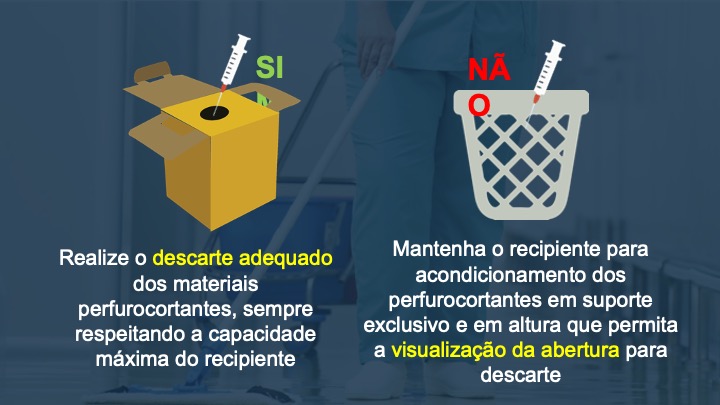 SI
M
NÃ
O
Realize o descarte adequado
dos materiais
perfurocortantes, sempre
respeitando a capacidade
máxima do recipiente
Mantenha o recipiente para
acondicionamento dos
perfurocortantes em suporte
exclusivo e em altura que permita
a visualização da abertura para
descarte